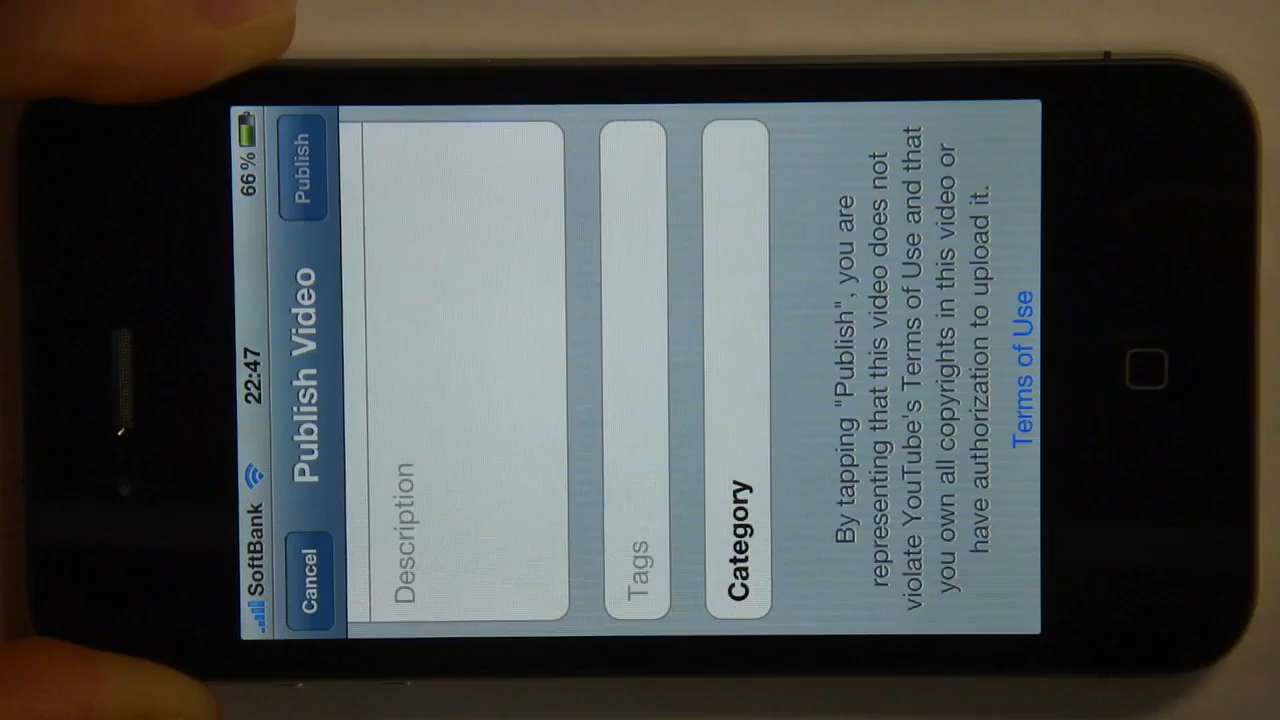 SoftBank 22:47 66 %
Cancel Publish Video Publish
Description
Tags
Category
By tapping "Publish", you are
representing that this video does not
violate YouTube's Terms of Use and that
you own all copyrights in this video or
have authorization to upload it.
Terms of Use